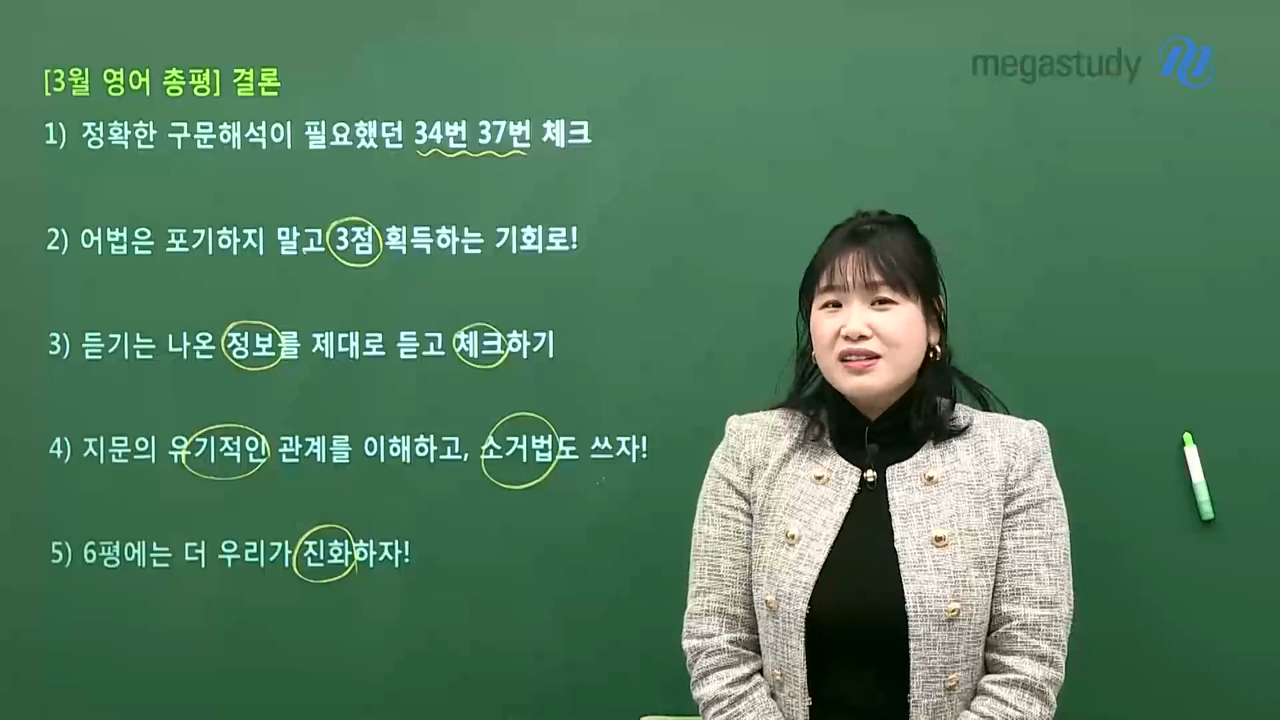 [3월 영어 총평] 결론
megastudy
1) 정확한 구문해석이 필요했던 34번 37번 체크
2) 어법은 포기하지 말고 3점 획득하는 기회로!
3) 듣기는 나온 정보를 제대로 듣고 체크하기
4) 지문의 유기적인 관계를 이해하고, 소거법도 쓰자!
5) 6평에는 더 우리가 진화하자!